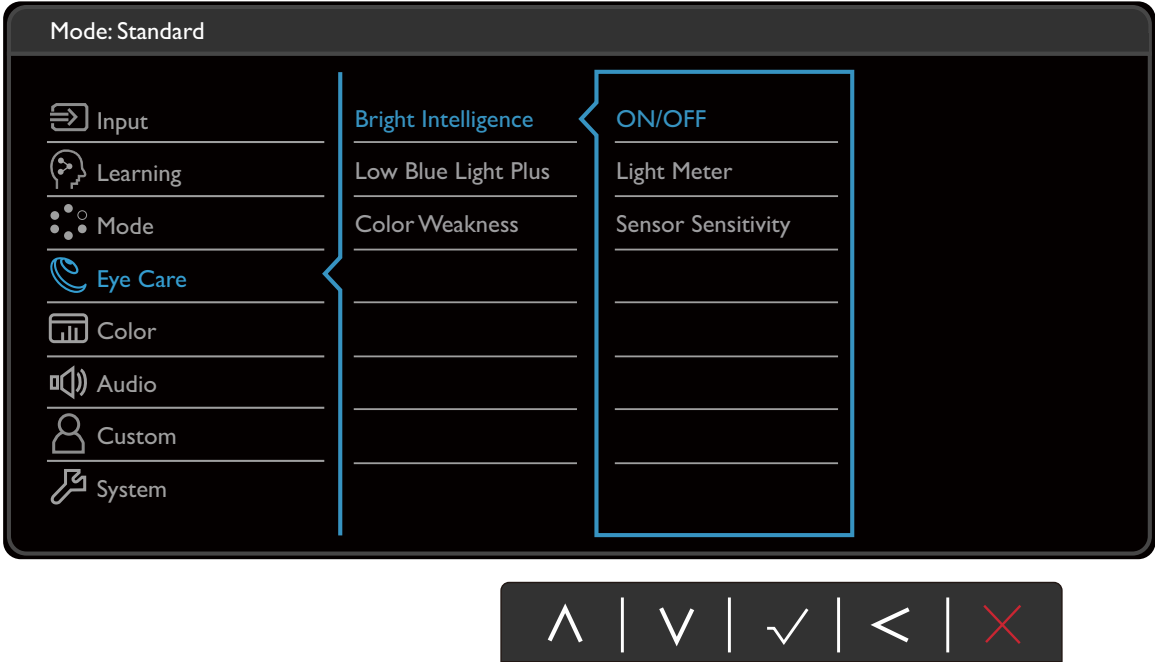 Mode: Standard
Input
Learning
Mode
Eye Care
Color
Audio
Custom
System
Bright Intelligence
Low Blue Light Plus
Color Weakness
ON/OFF
Light Meter
Sensor Sensitivity